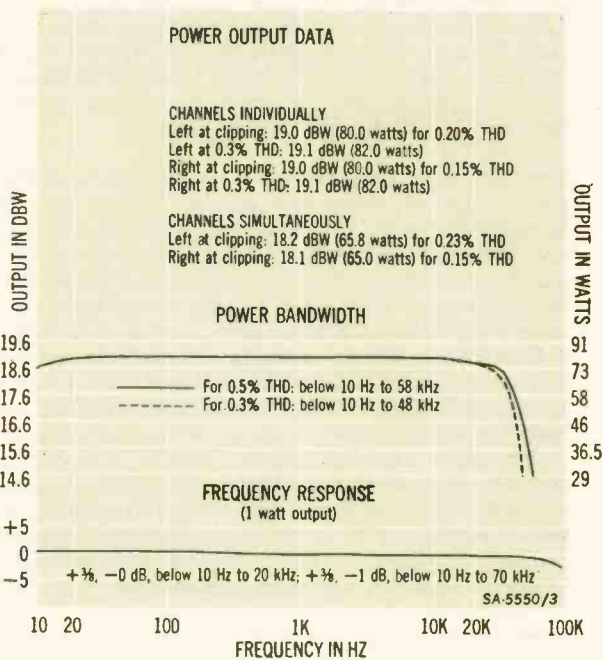 POWER OUTPUT DATA
CHANNELS INDIVIDUALLY
Left at clipping: 19.0 dBW (80.0 watts) for 0.20% THD
Left at 0.3% THD: 19.1 dBW (82.0 watts)
Right at clipping: 19.0 dBW (80.0 watts) for 0.15% THD
Right at 0.3% THD: 19.1 dBW (82.0 watts)
CHANNELS SIMULTANEOUSLY
Left at clipping: 18.2 dBW (65.8 watts) for 0.23% THD
Right at clipping: 18.1 dBW (65.0 watts) for 0.15% THD
OUTPUT IN DBW
OUTPUT IN WATTS
POWER BANDWIDTH
19.6 91
18.6 73
17.6 58
16.6 46
15.6 36.5
14.6 29
For 0.5% THD: below 10 Hz to 58 kHz
For 0.3% THD: below 10 Hz to 48 kHz
FREQUENCY RESPONSE
(1 watt output)
+5
0
−5
+⅜, −0 dB, below 10 Hz to 20 kHz; +⅜, −1 dB, below 10 Hz to 70 kHz
SA-5550/3
10 20 100 1K 10K 20K 100K
FREQUENCY IN HZ